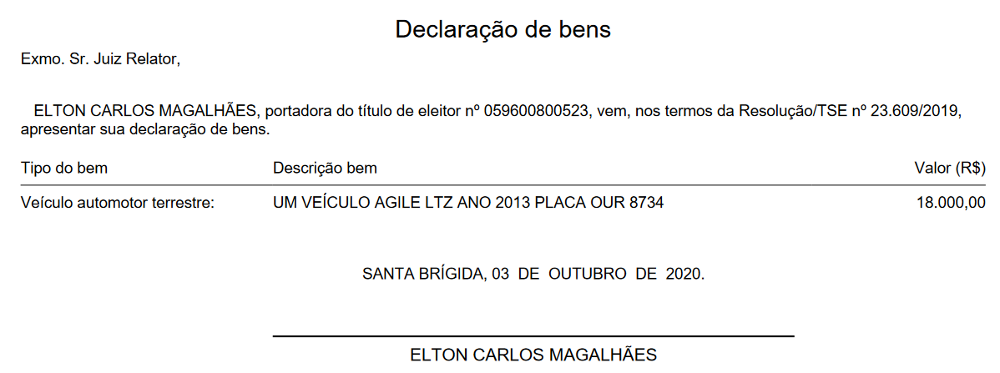 Declaração de bens
Exmo. Sr. Juiz Relator,
ELTON CARLOS MAGALHÃES, portadora do título de eleitor nº 059600800523, vem, nos termos da Resolução/TSE nº 23.609/2019,
apresentar sua declaração de bens.
Tipo do bem Descrição bem Valor (R$)
Veículo automotor terrestre: UM VEÍCULO AGILE LTZ ANO 2013 PLACA OUR 8734 18.000,00
SANTA BRÍGIDA, 03 DE OUTUBRO DE 2020.
ELTON CARLOS MAGALHÃES